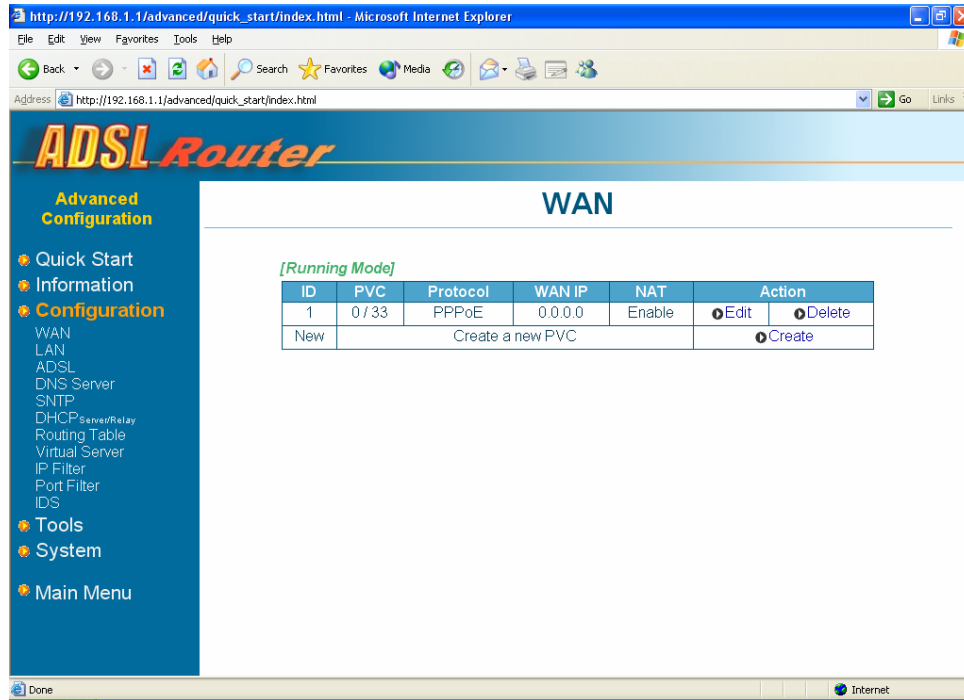 http://192.168.1.1/advanced/quick_start/index.html - Microsoft Internet Explorer
File Edit View Favorites Tools Help
Back Search Favorites Media
Address http://192.168.1.1/advanced/quick_start/index.html Go Links
ADSL Router
Advanced
Configuration
WAN
Quick Start
Information
Configuration
WAN
LAN
ADSL
DNS Server
SNTP
DHCP Server/Relay
Routing Table
Virtual Server
IP Filter
Port Filter
IDS
Tools
System
Main Menu
[Running Mode]
ID PVC Protocol WAN IP NAT Action
1 0 / 33 PPPoE 0.0.0.0 Enable Edit Delete
New Create a new PVC Create
Done Internet